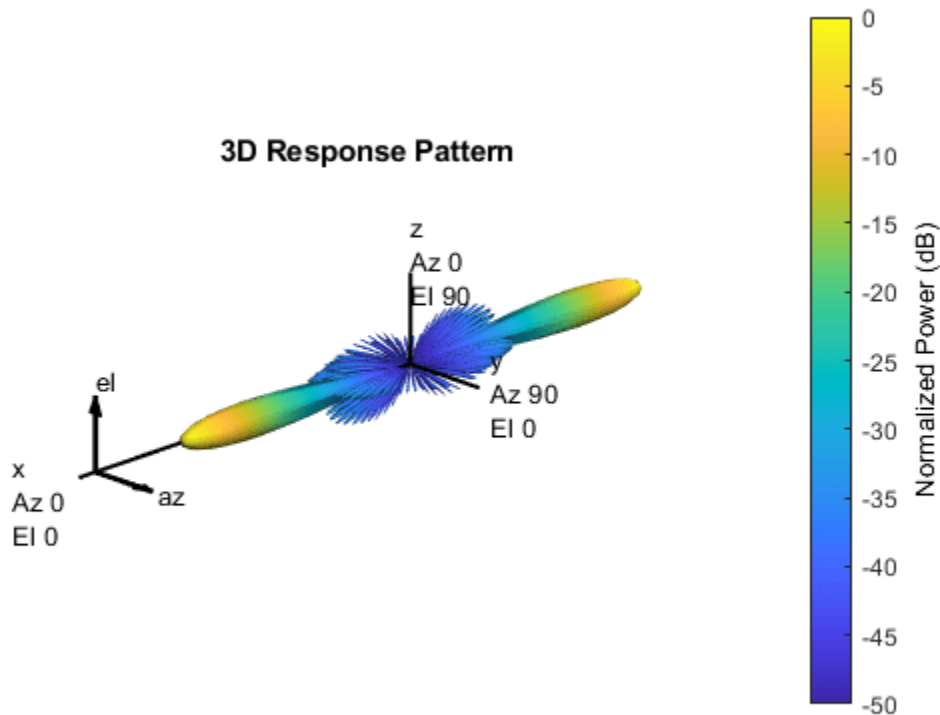 3D Response Pattern
z
Az 0
El 90
y
Az 90
El 0
el
x
az
Az 0
El 0
0
-5
-10
-15
-20
-25
-30
-35
-40
-45
-50
Normalized Power (dB)